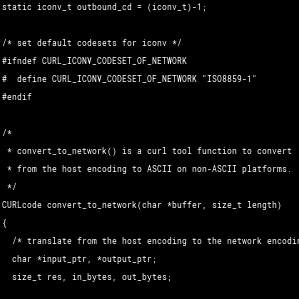 static iconv_t outbound_cd = (iconv_t)-1;

/* set default codesets for iconv */
#ifndef CURL_ICONV_CODESET_OF_NETWORK
#  define CURL_ICONV_CODESET_OF_NETWORK "ISO8859-1"
#endif

/*
 * convert_to_network() is a curl tool function to convert
 * from the host encoding to ASCII on non-ASCII platforms.
 */
CURLcode convert_to_network(char *buffer, size_t length)
{
  /* translate from the host encoding to the network encodin
  char *input_ptr, *output_ptr;
  size_t res, in_bytes, out_bytes;